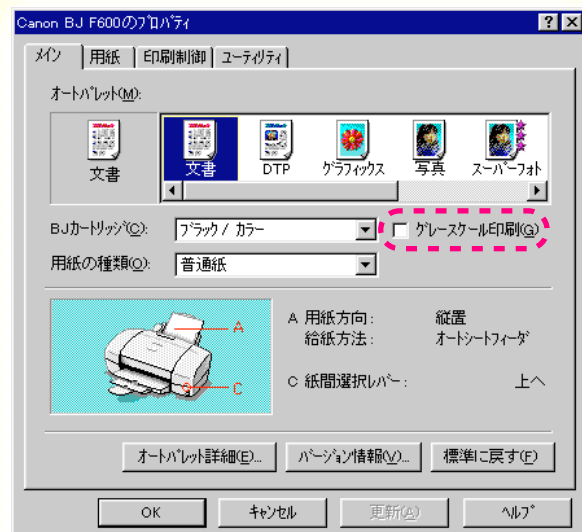 Canon BJ F600のプロパティ
メイン 用紙 印刷制御 ユーティリティ
オートパレット(M):
文書 文書 DTP グラフィックス 写真 スーパーフォト
BJカートリッジ(C): ブラック / カラー グレースケール印刷(G)
用紙の種類(O): 普通紙
A
C
A 用紙方向: 縦置
給紙方法: オートシートフィーダ
C 紙間選択レバー: 上へ
オートパレット詳細(E)... バージョン情報(V)... 標準に戻す(F)
OK キャンセル 更新(A) ヘルプ